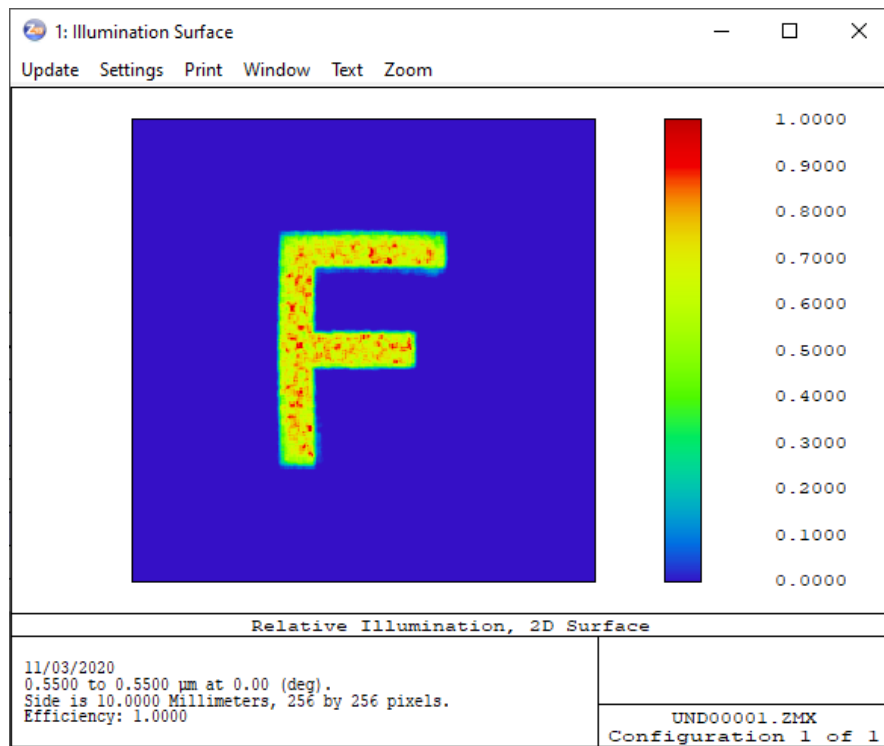 1: Illumination Surface
Update Settings Print Window Text Zoom
F
1.0000
0.9000
0.8000
0.7000
0.6000
0.5000
0.4000
0.3000
0.2000
0.1000
0.0000
Relative Illumination, 2D Surface
11/03/2020
0.5500 to 0.5500 µm at 0.00 (deg).
Side is 10.0000 Millimeters, 256 by 256 pixels.
Efficiency: 1.0000
UND00001.ZMX
Configuration 1 of 1